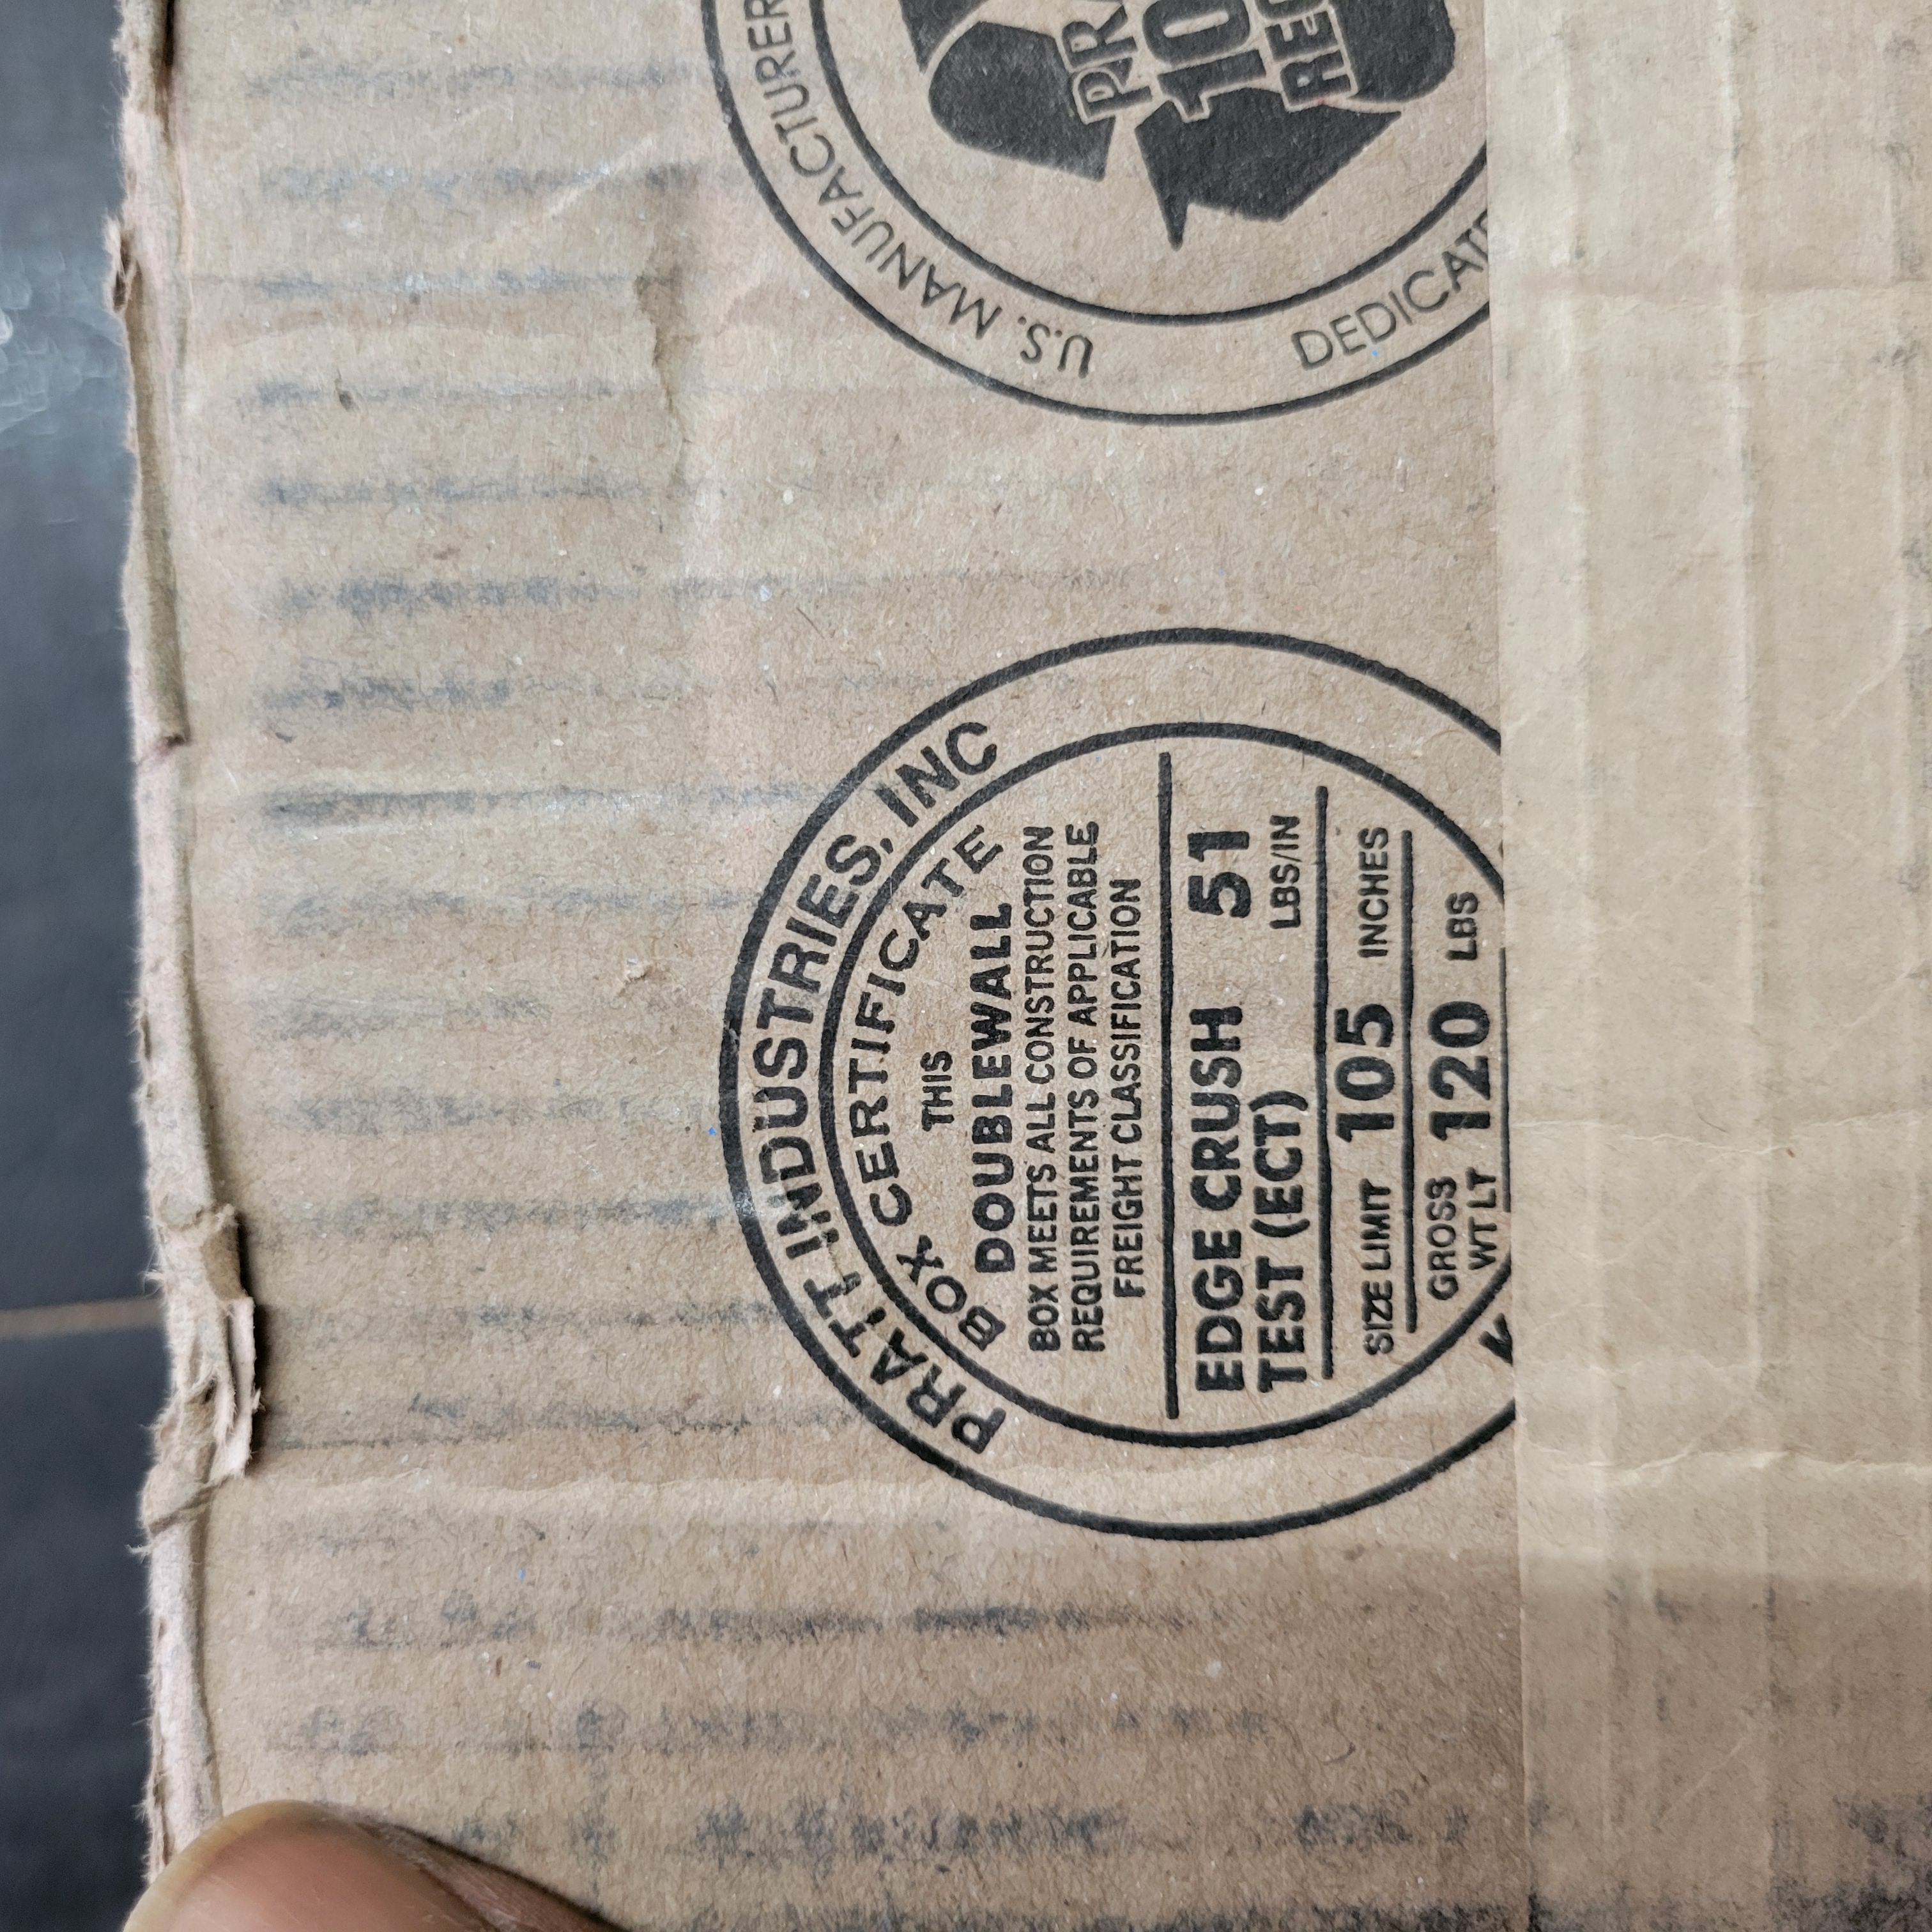 PRATT INDUSTRIES, INC
BOX CERTIFICATE
THIS
DOUBLEWALL
BOX MEETS ALL CONSTRUCTION
REQUIREMENTS OF APPLICABLE
FREIGHT CLASSIFICATION
EDGE CRUSH
TEST (ECT)
51
LBS/IN
SIZE LIMIT 105 INCHES
GROSS
WT LT
120 LBS
U.S. MANUFACTURER